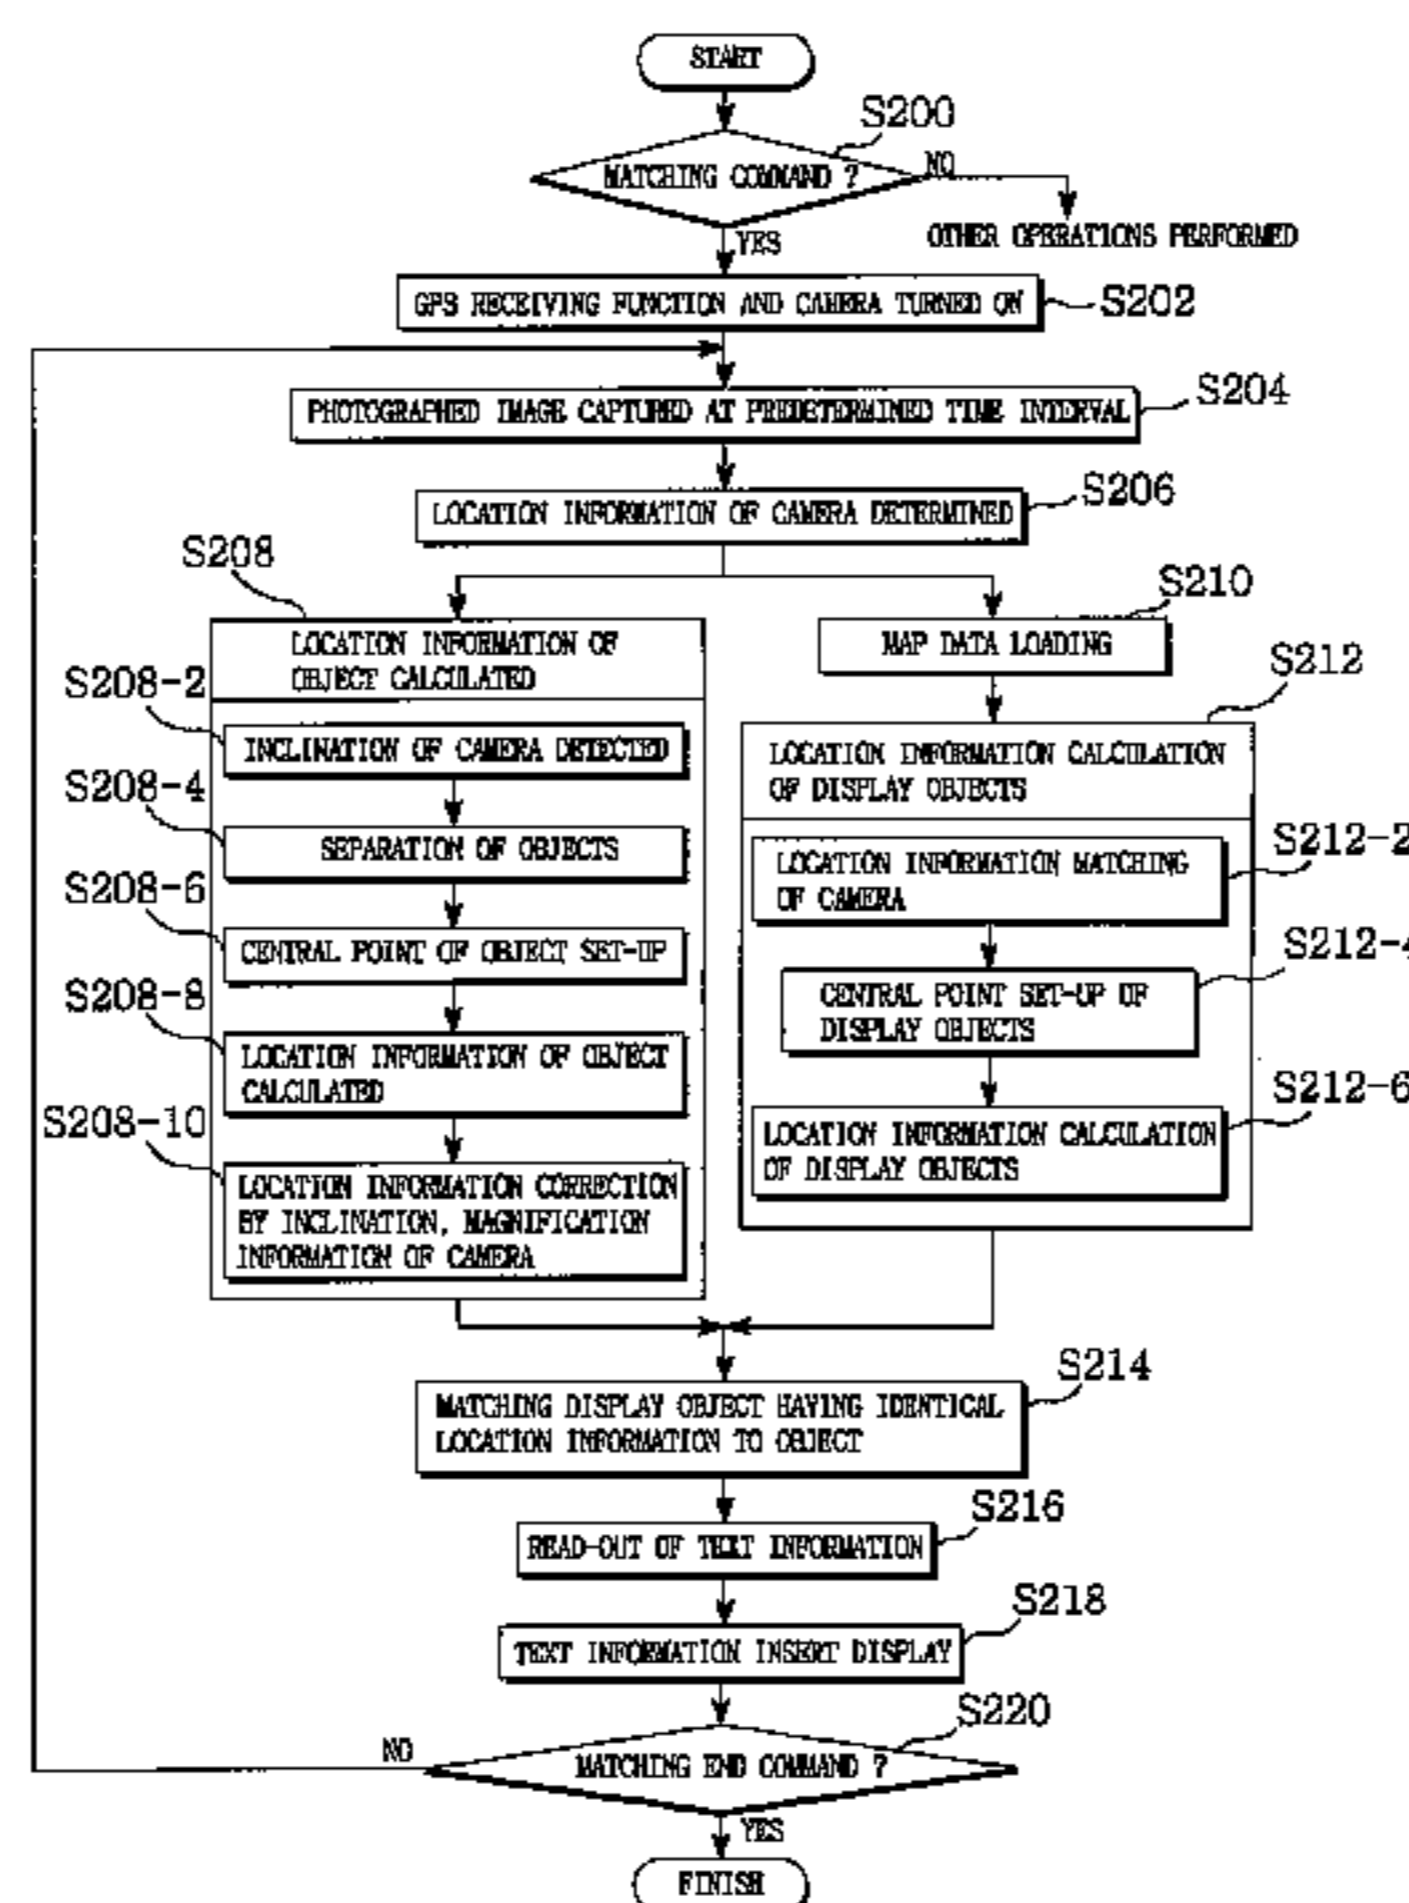 START
S200
MATCHING COMMAND ?
NO
OTHER OPERATIONS PERFORMED
YES
GPS RECEIVING FUNCTION AND CAMERA TURNED ON
S202
PHOTOGRAPHED IMAGE CAPTURED AT PREDETERMINED TIME INTERVAL
S204
LOCATION INFORMATION OF CAMERA DETERMINED
S206
S208
LOCATION INFORMATION OF
OBJECT CALCULATED
S208-2
INCLINATION OF CAMERA DETECTED
S208-4
SEPARATION OF OBJECTS
S208-6
CENTRAL POINT OF OBJECT SET-UP
S208-8
LOCATION INFORMATION OF OBJECT
CALCULATED
S208-10
LOCATION INFORMATION CORRECTION
BY INCLINATION, MAGNIFICATION
INFORMATION OF CAMERA
S210
MAP DATA LOADING
S212
LOCATION INFORMATION CALCULATION
OF DISPLAY OBJECTS
S212-2
LOCATION INFORMATION MATCHING
OF CAMERA
S212-4
CENTRAL POINT SET-UP OF
DISPLAY OBJECTS
S212-6
LOCATION INFORMATION CALCULATION
OF DISPLAY OBJECTS
S214
MATCHING DISPLAY OBJECT HAVING IDENTICAL
LOCATION INFORMATION TO OBJECT
S216
READ-OUT OF TEXT INFORMATION
S218
TEXT INFORMATION INSERT DISPLAY
S220
NO
MATCHING END COMMAND ?
YES
FINISH